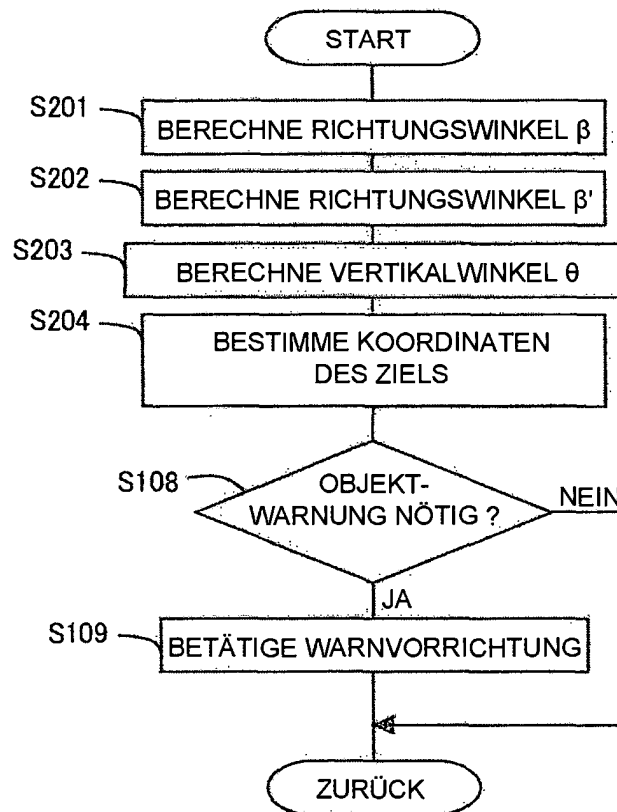 START
S201
BERECHNE RICHTUNGSWINKEL β
S202
BERECHNE RICHTUNGSWINKEL β'
S203
BERECHNE VERTIKALWINKEL θ
S204
BESTIMME KOORDINATEN
DES ZIELS
S108
OBJEKT-
WARNUNG NÖTIG ?
NEIN
JA
S109
BETÄTIGE WARNVORRICHTUNG
ZURÜCK